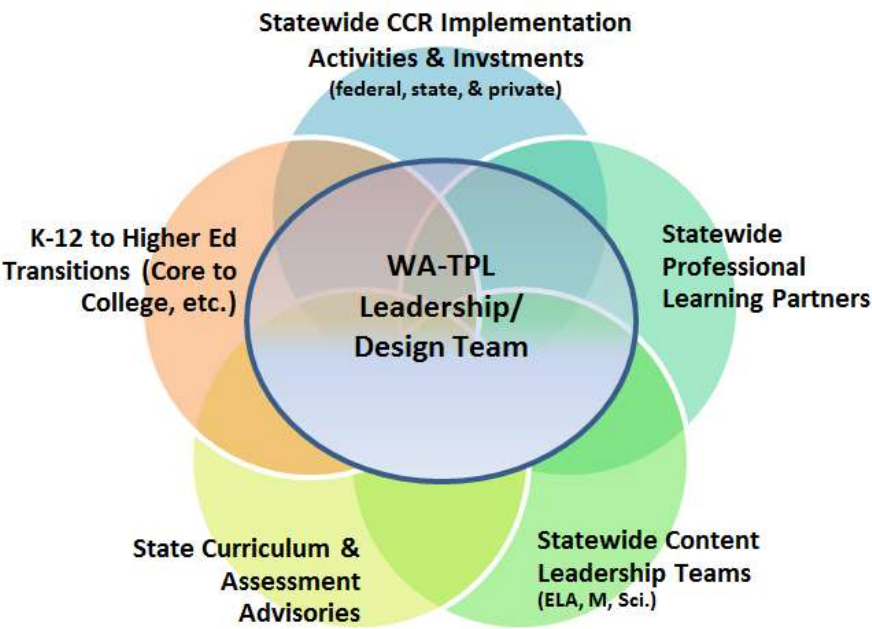 Statewide CCR Implementation
Activities & Invstments
(federal, state, & private)
K-12 to Higher Ed
Transitions (Core to
College, etc.)
WA-TPL
Leadership/
Design Team
Statewide
Professional
Learning Partners
State Curriculum &
Assessment
Advisories
Statewide Content
Leadership Teams
(ELA, M, Sci.)